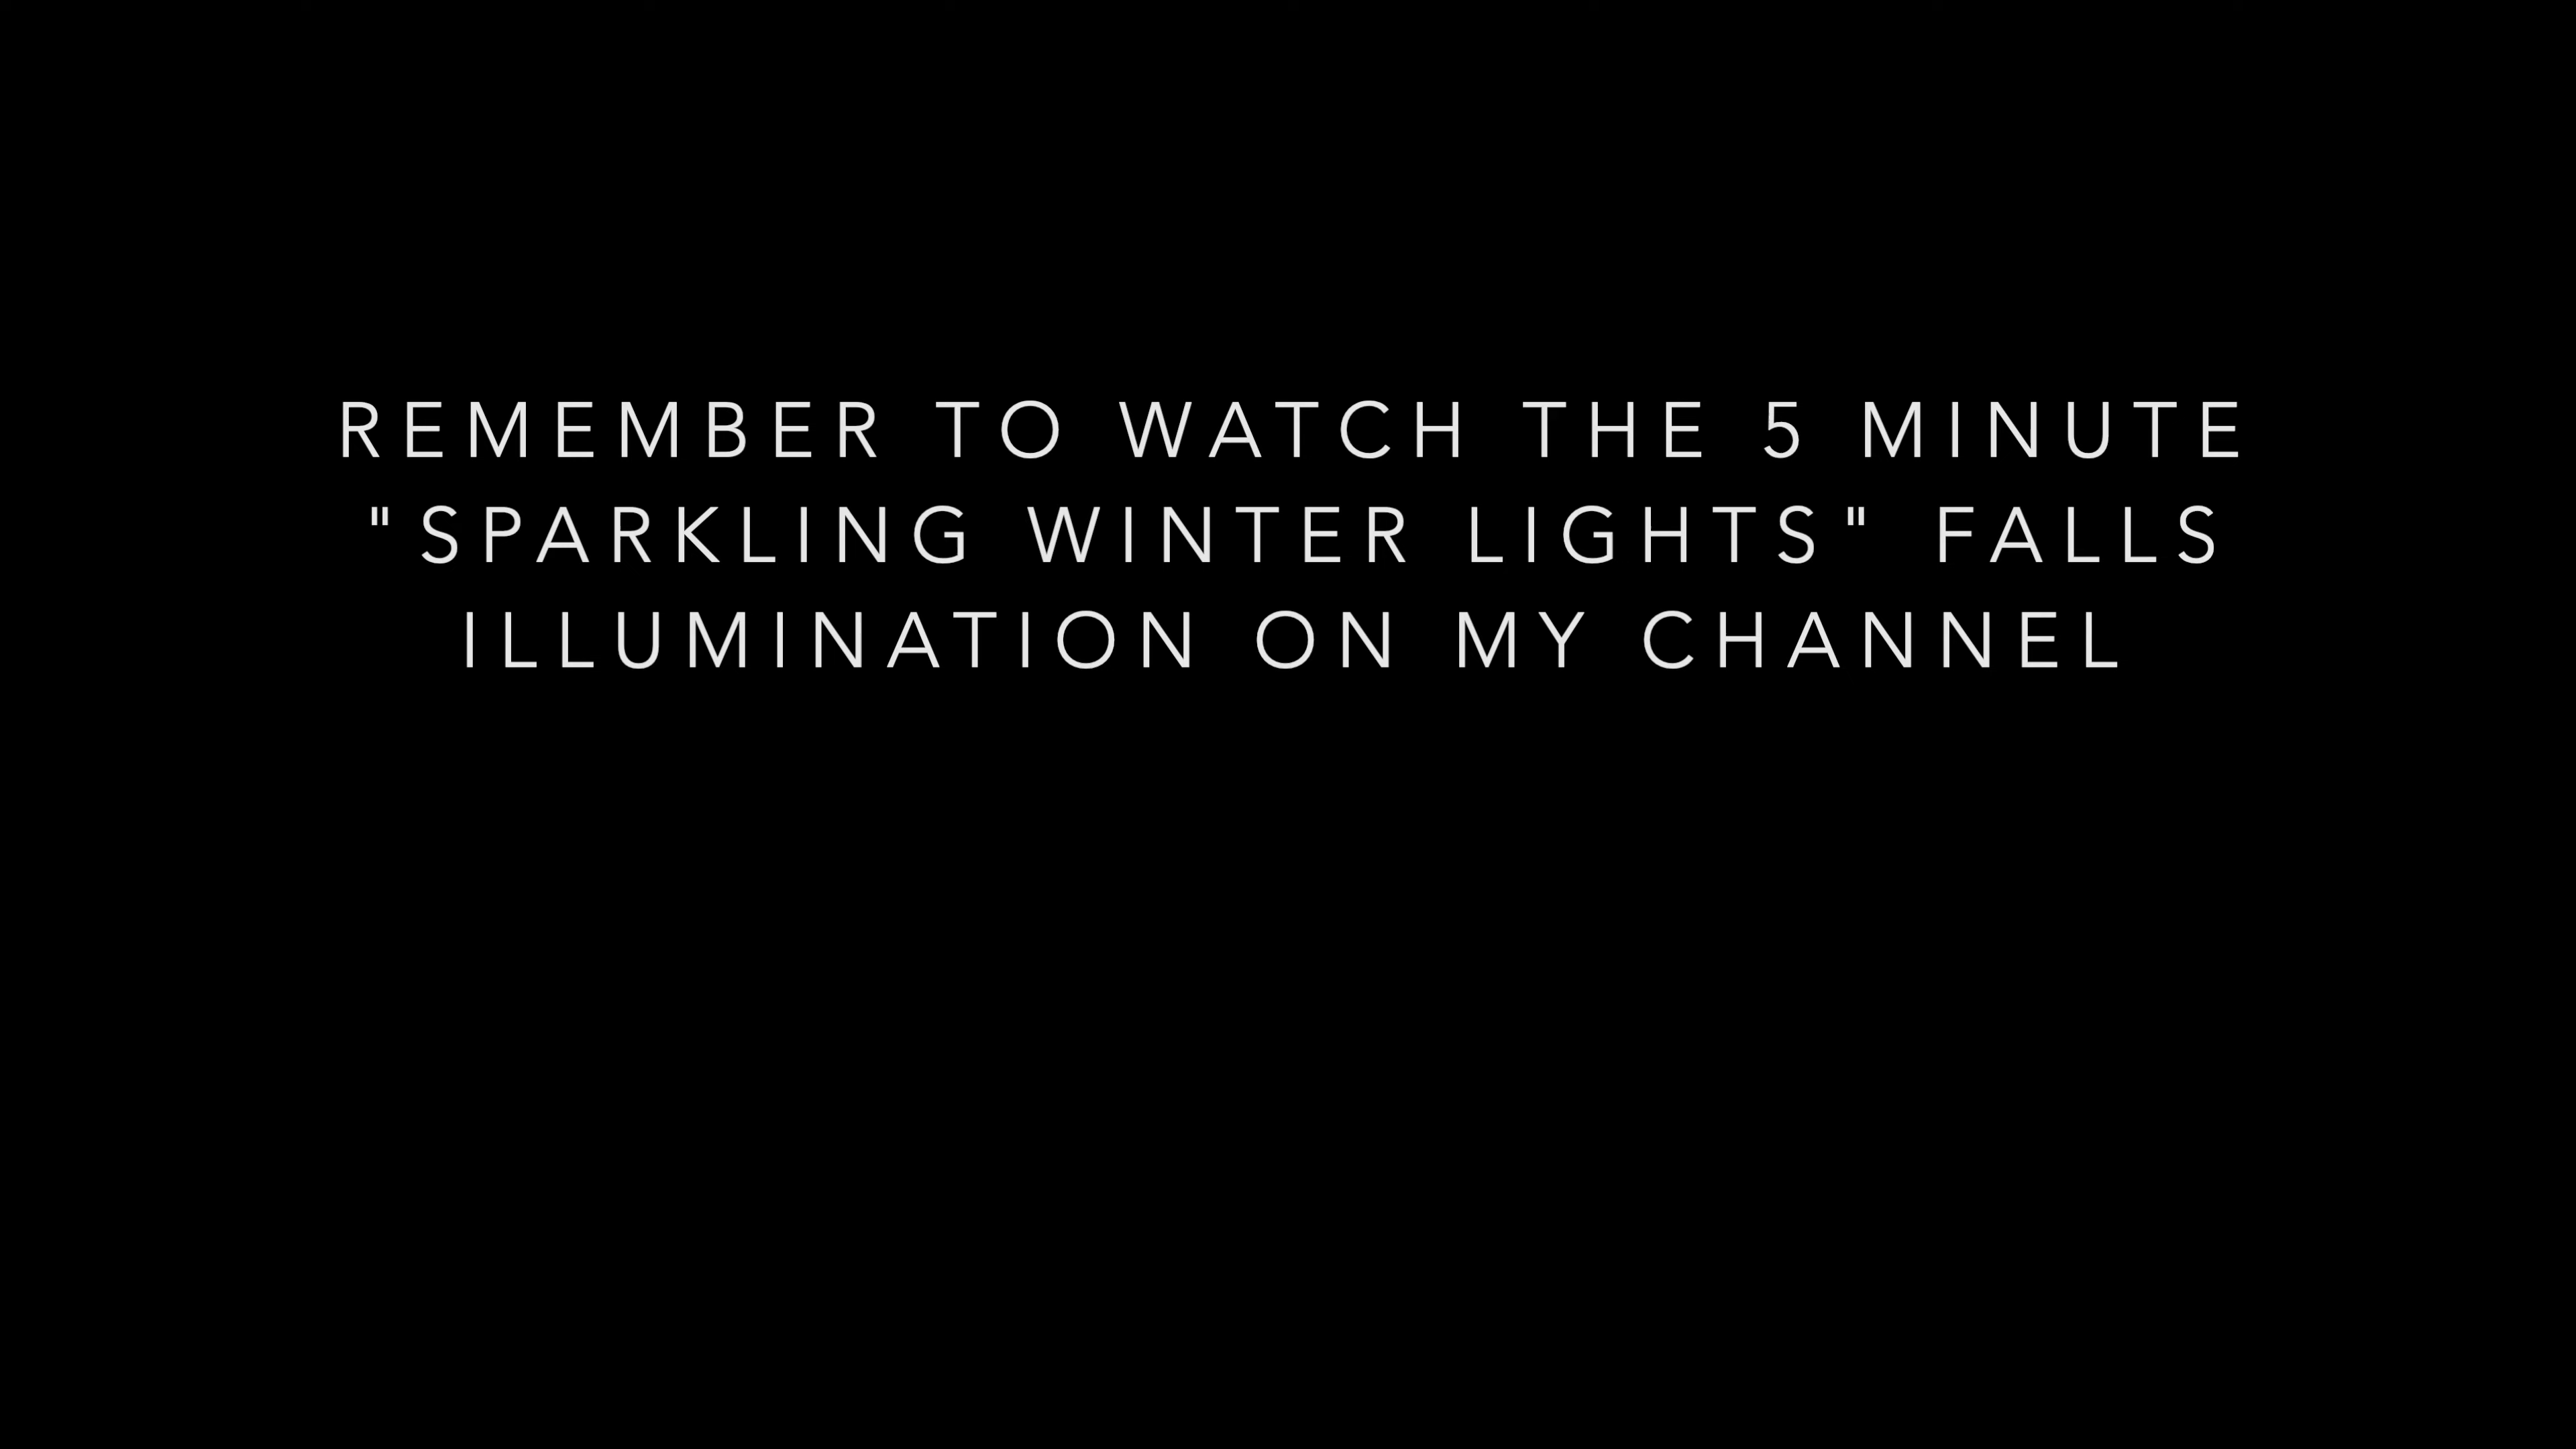 REMEMBER TO WATCH THE 5 MINUTE
"SPARKLING WINTER LIGHTS" FALLS
ILLUMINATION ON MY CHANNEL